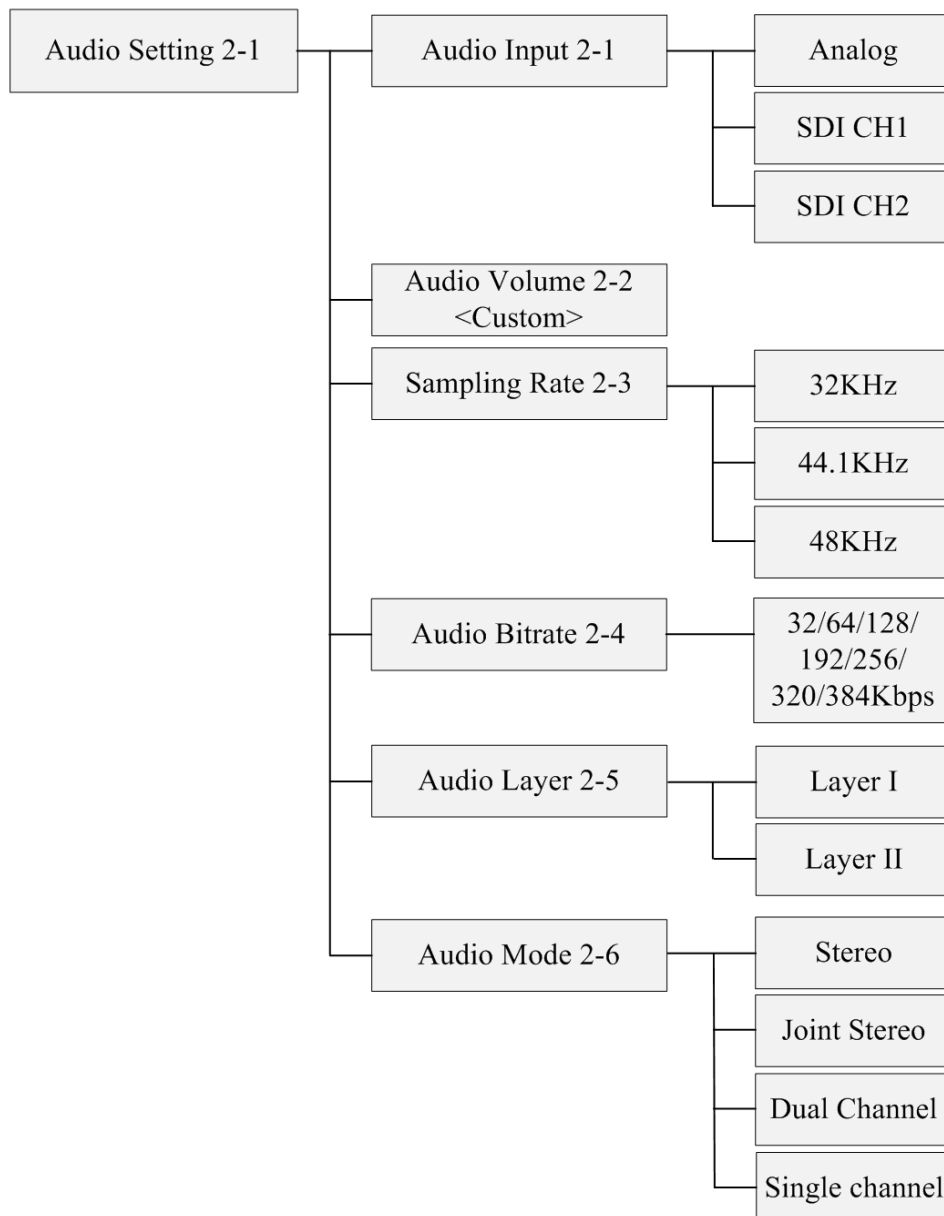 Audio Setting 2-1
Audio Input 2-1
Analog
SDI CH1
SDI CH2
Audio Volume 2-2
<Custom>
Sampling Rate 2-3
32KHz
44.1KHz
48KHz
Audio Bitrate 2-4
32/64/128/
192/256/
320/384Kbps
Audio Layer 2-5
Layer I
Layer II
Audio Mode 2-6
Stereo
Joint Stereo
Dual Channel
Single channel